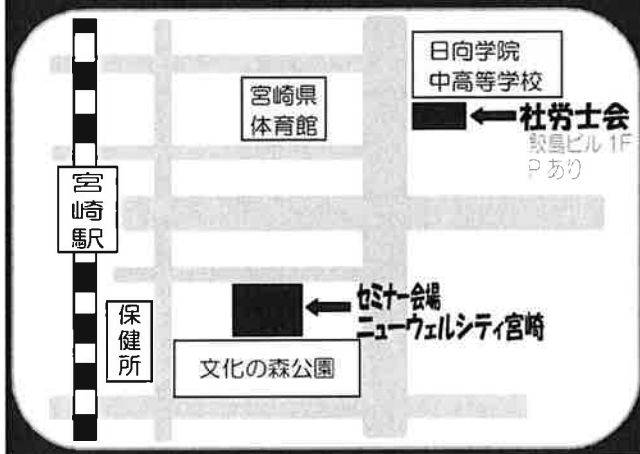 日向学院
中高等学校
宮崎県
体育館
社労士会
鮫島ビル 1F
P あり
宮崎駅
セミナー会場
ニューウェルシティ宮崎
保健所
文化の森公園